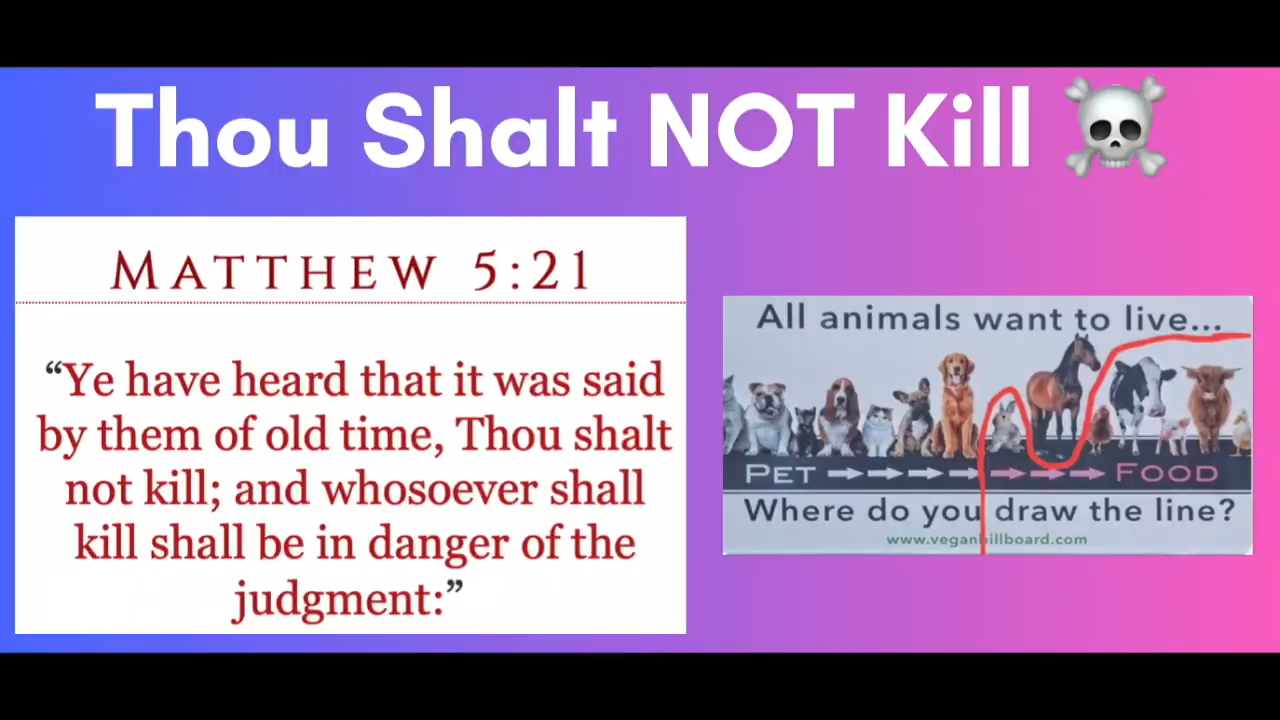 Thou Shalt NOT Kill ☠
MATTHEW 5:21
“Ye have heard that it was said
by them of old time, Thou shalt
not kill; and whosoever shall
kill shall be in danger of the
judgment:”
All animals want to live...
PET FOOD
Where do you draw the line?
www.veganbillboard.com